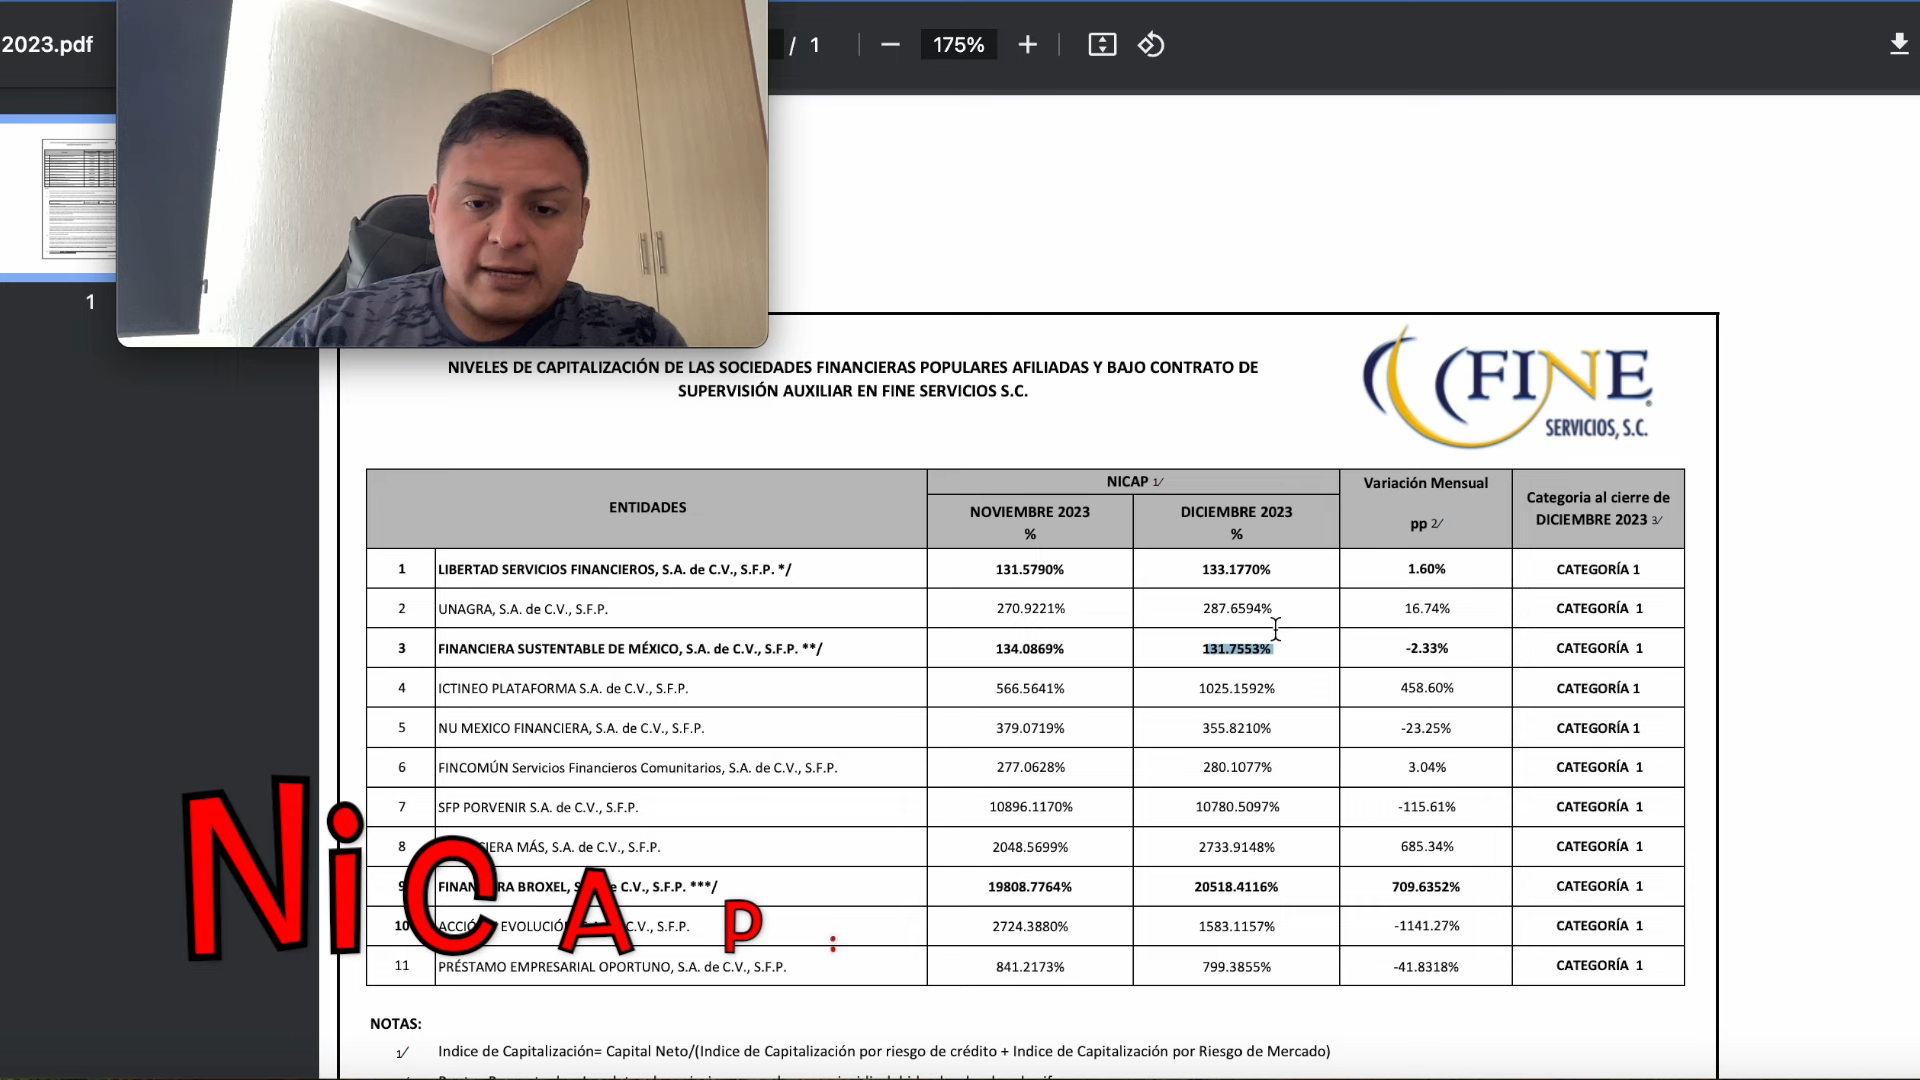 2023.pdf
/ 1
175%
1
NIVELES DE CAPITALIZACIÓN DE LAS SOCIEDADES FINANCIERAS POPULARES AFILIADAS Y BAJO CONTRATO DE
SUPERVISIÓN AUXILIAR EN FINE SERVICIOS S.C.
FINE
SERVICIOS, S.C.
ENTIDADES
NICAP 1/
NOVIEMBRE 2023
%
DICIEMBRE 2023
%
Variación Mensual
pp 2/
Categoria al cierre de
DICIEMBRE 2023 3/
1 LIBERTAD SERVICIOS FINANCIEROS, S.A. de C.V., S.F.P. */ 131.5790% 133.1770% 1.60% CATEGORÍA 1
2 UNAGRA, S.A. de C.V., S.F.P. 270.9221% 287.6594% 16.74% CATEGORÍA 1
3 FINANCIERA SUSTENTABLE DE MÉXICO, S.A. de C.V., S.F.P. **/ 134.0869% 131.7553% -2.33% CATEGORÍA 1
4 ICTINEO PLATAFORMA S.A. de C.V., S.F.P. 566.5641% 1025.1592% 458.60% CATEGORÍA 1
5 NU MEXICO FINANCIERA, S.A. de C.V., S.F.P. 379.0719% 355.8210% -23.25% CATEGORÍA 1
6 FINCOMÚN Servicios Financieros Comunitarios, S.A. de C.V., S.F.P. 277.0628% 280.1077% 3.04% CATEGORÍA 1
7 SFP PORVENIR S.A. de C.V., S.F.P. 10896.1170% 10780.5097% -115.61% CATEGORÍA 1
8 MÁS, S.A. de C.V., S.F.P. 2048.5699% 2733.9148% 685.34% CATEGORÍA 1
9 BROXEL, C.V., S.F.P. ***/ 19808.7764% 20518.4116% 709.6352% CATEGORÍA 1
10 C.V., S.F.P. 2724.3880% 1583.1157% -1141.27% CATEGORÍA 1
11 PRÉSTAMO EMPRESARIAL OPORTUNO, S.A. de C.V., S.F.P. 841.2173% 799.3855% -41.8318% CATEGORÍA 1
NiCAP :
NOTAS:
1/ Indice de Capitalización= Capital Neto/(Indice de Capitalización por riesgo de crédito + Indice de Capitalización por Riesgo de Mercado)